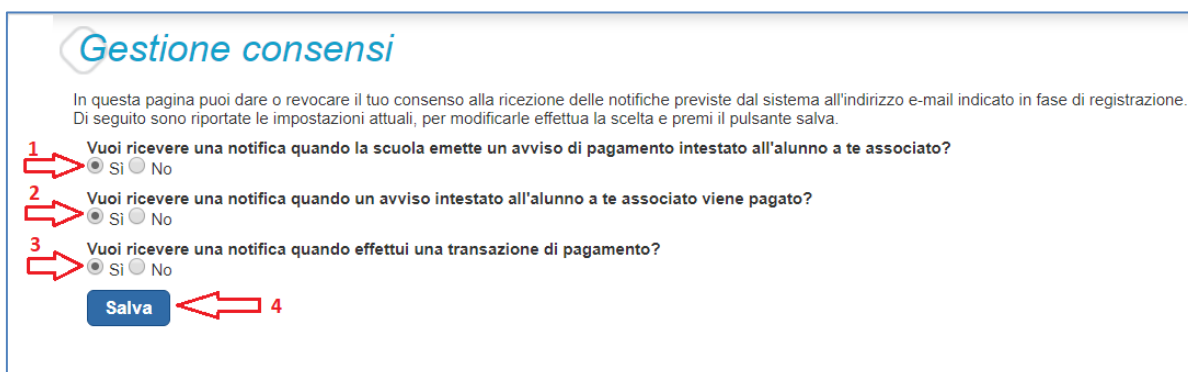 Gestione consensi
In questa pagina puoi dare o revocare il tuo consenso alla ricezione delle notifiche previste dal sistema all'indirizzo e-mail indicato in fase di registrazione.
Di seguito sono riportate le impostazioni attuali, per modificarle effettua la scelta e premi il pulsante salva.
1 Vuoi ricevere una notifica quando la scuola emette un avviso di pagamento intestato all'alunno a te associato?
Sì No
2 Vuoi ricevere una notifica quando un avviso intestato all'alunno a te associato viene pagato?
Sì No
3 Vuoi ricevere una notifica quando effettui una transazione di pagamento?
Sì No
Salva 4